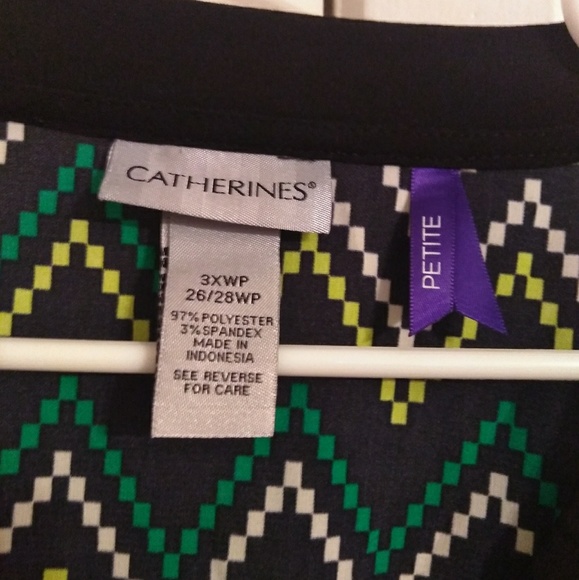 CATHERINES®
3XWP
26/28WP
97% POLYESTER
3% SPANDEX
MADE IN
INDONESIA
SEE REVERSE
FOR CARE
PETITE